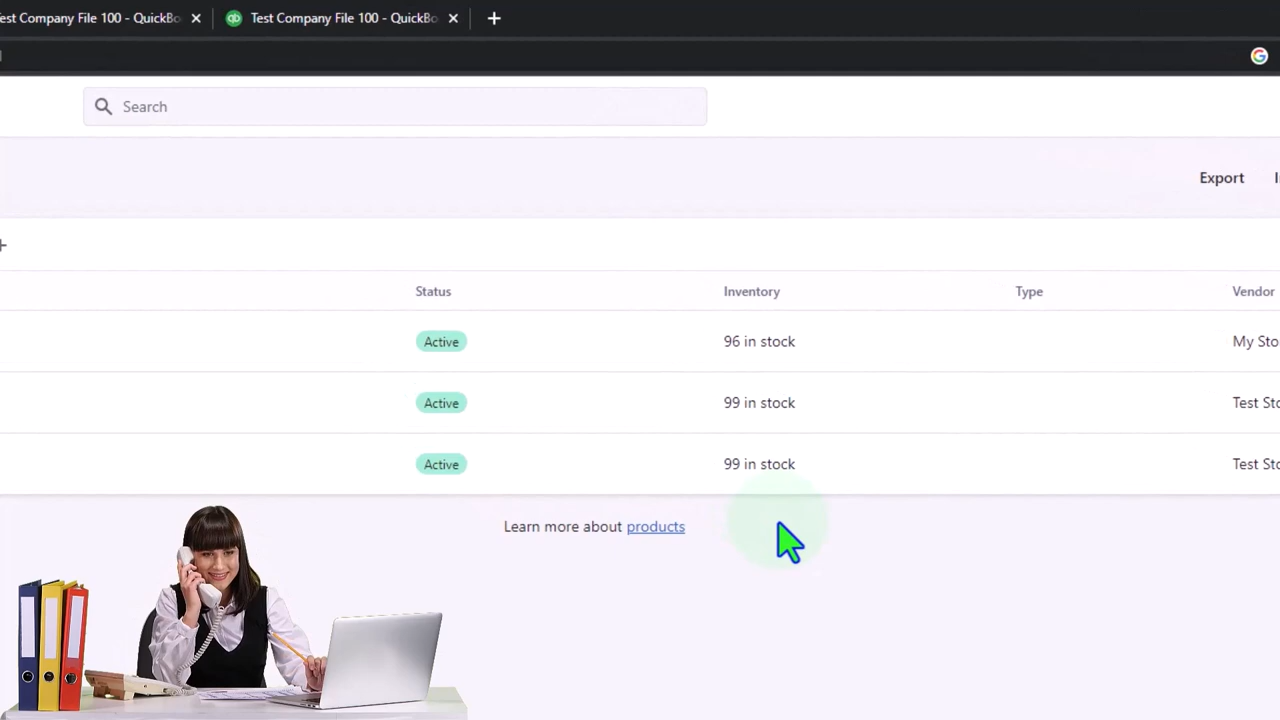 est Company File 100 - QuickBo
Test Company File 100 - QuickBo
Search
Export
Status Inventory Type Vendor
Active 96 in stock My Sto
Active 99 in stock Test Sto
Active 99 in stock Test Sto
Learn more about products